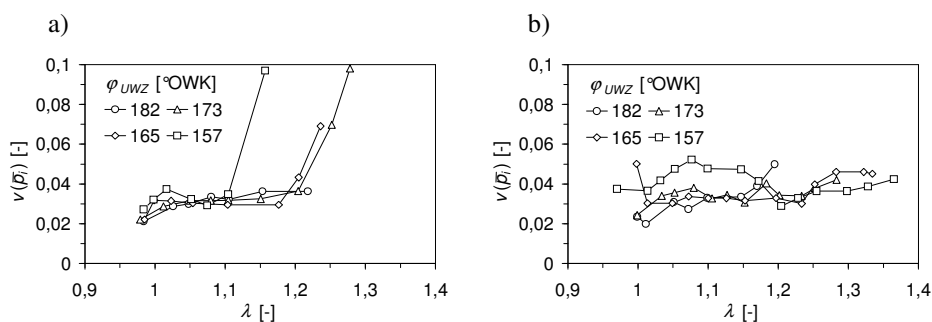 a)
b)
0,1
φ_UWZ [°OWK]
182 173
165 157
0,08
0,06
0,04
0,02
0
v(p̅ᵢ) [-]
0,9 1 1,1 1,2 1,3 1,4
λ [-]
0,1
φ_UWZ [°OWK]
182 173
165 157
0,08
0,06
0,04
0,02
0
v(p̅ᵢ) [-]
0,9 1 1,1 1,2 1,3 1,4
λ [-]